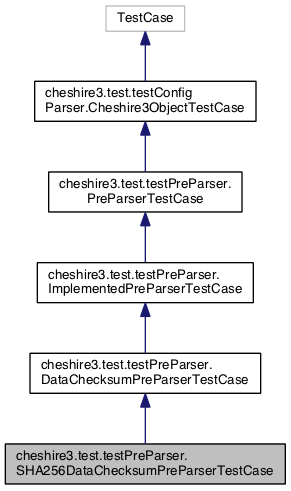 TestCase
cheshire3.test.testConfig
Parser.Cheshire3ObjectTestCase
cheshire3.test.testPreParser.
PreParserTestCase
cheshire3.test.testPreParser.
ImplementedPreParserTestCase
cheshire3.test.testPreParser.
DataChecksumPreParserTestCase
cheshire3.test.testPreParser.
SHA256DataChecksumPreParserTestCase